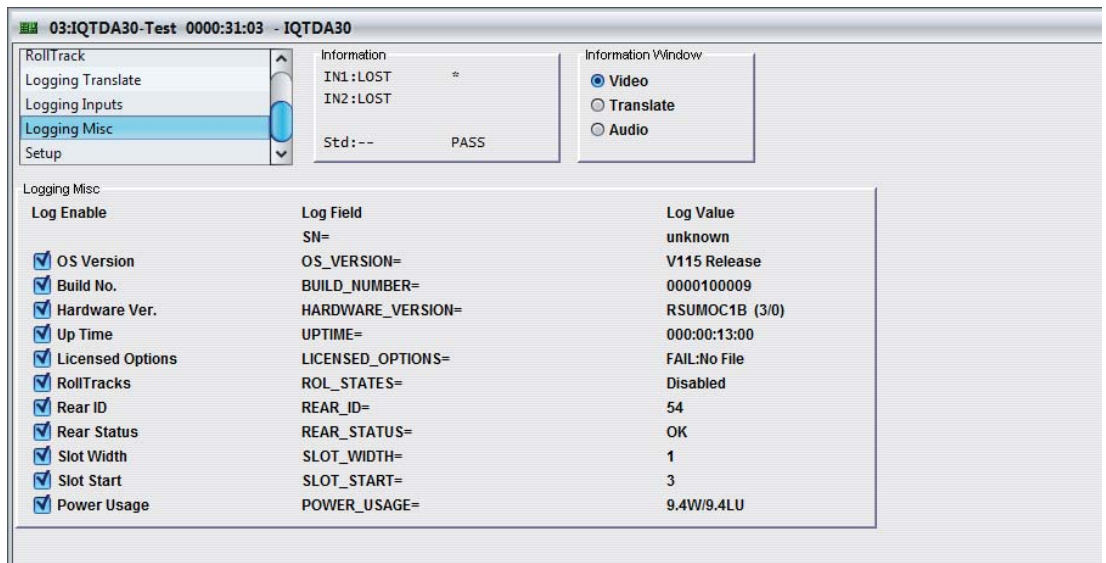 03:IQTDA30-Test 0000:31:03 - IQTDA30
RollTrack
Logging Translate
Logging Inputs
Logging Misc
Setup
Information
IN1:LOST *
IN2:LOST
Std:-- PASS
Information Window
Video
Translate
Audio
Logging Misc
Log Enable Log Field Log Value
SN= unknown
OS Version OS_VERSION= V115 Release
Build No. BUILD_NUMBER= 0000100009
Hardware Ver. HARDWARE_VERSION= RSUMOC1B (3/0)
Up Time UPTIME= 000:00:13:00
Licensed Options LICENSED_OPTIONS= FAIL:No File
RollTracks ROL_STATES= Disabled
Rear ID REAR_ID= 54
Rear Status REAR_STATUS= OK
Slot Width SLOT_WIDTH= 1
Slot Start SLOT_START= 3
Power Usage POWER_USAGE= 9.4W/9.4LU